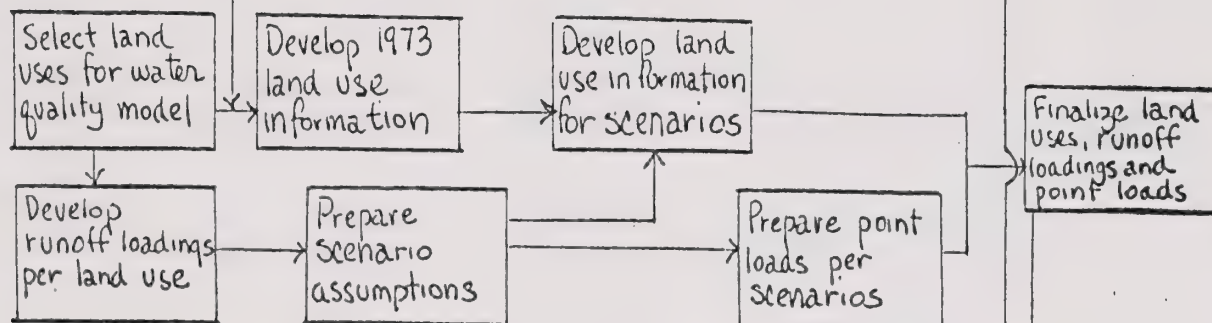 Select land
uses for water
quality model
Develop 1973
land use
information
Develop land
use information
for scenarios
Finalize land
uses, runoff
loadings and
point loads
Develop
runoff loadings
per land use
Prepare
scenario
assumptions
Prepare point
loads per
scenarios